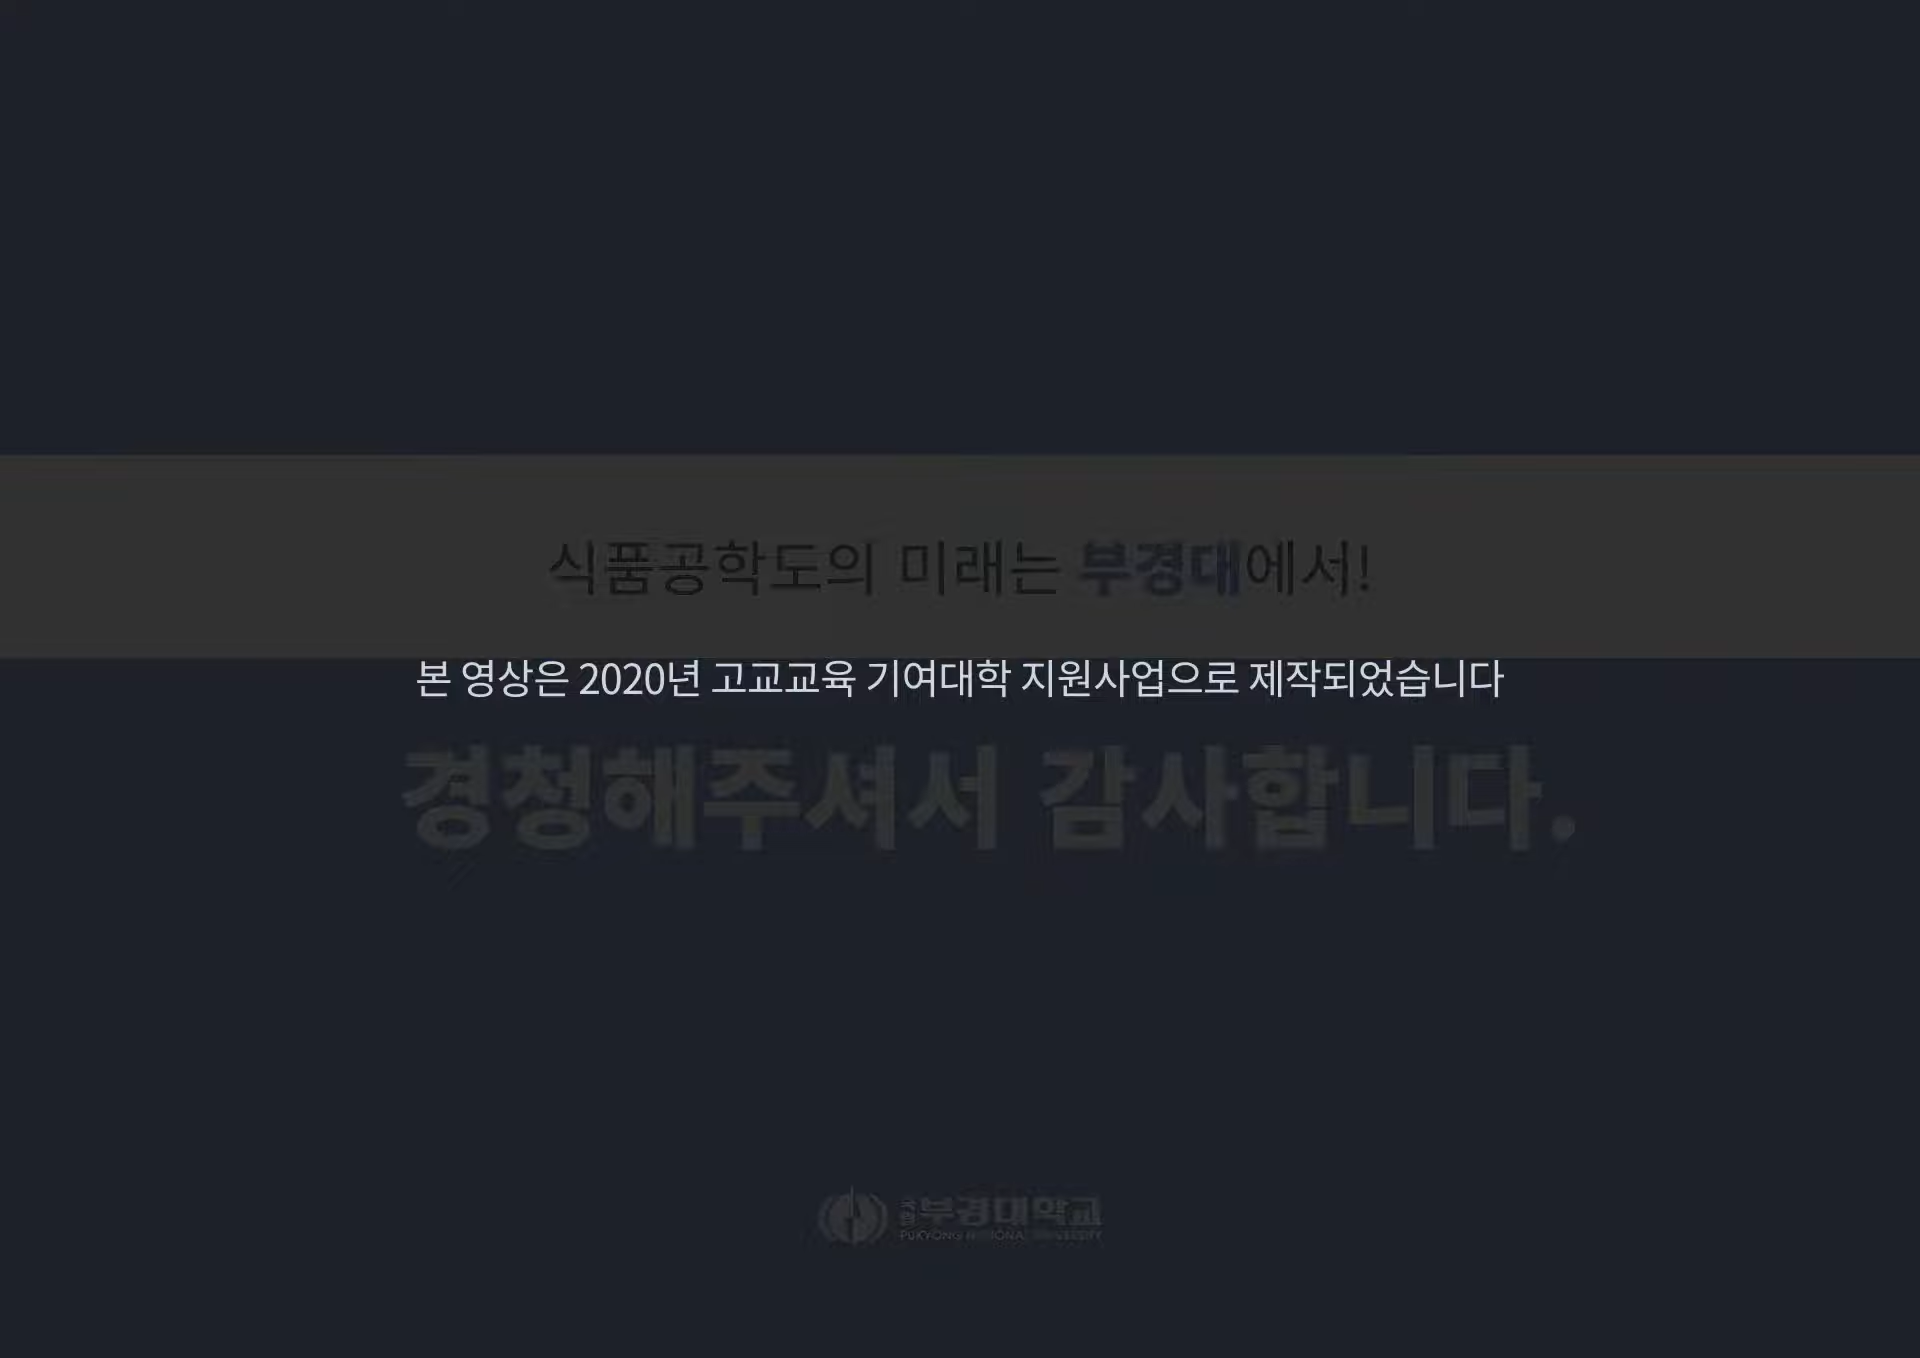 식품공학도의 미래는 부경대에서!
본 영상은 2020년 고교교육 기여대학 지원사업으로 제작되었습니다
경청해주셔서 감사합니다.
부경대학교
PUKYONG NATIONAL UNIVERSITY